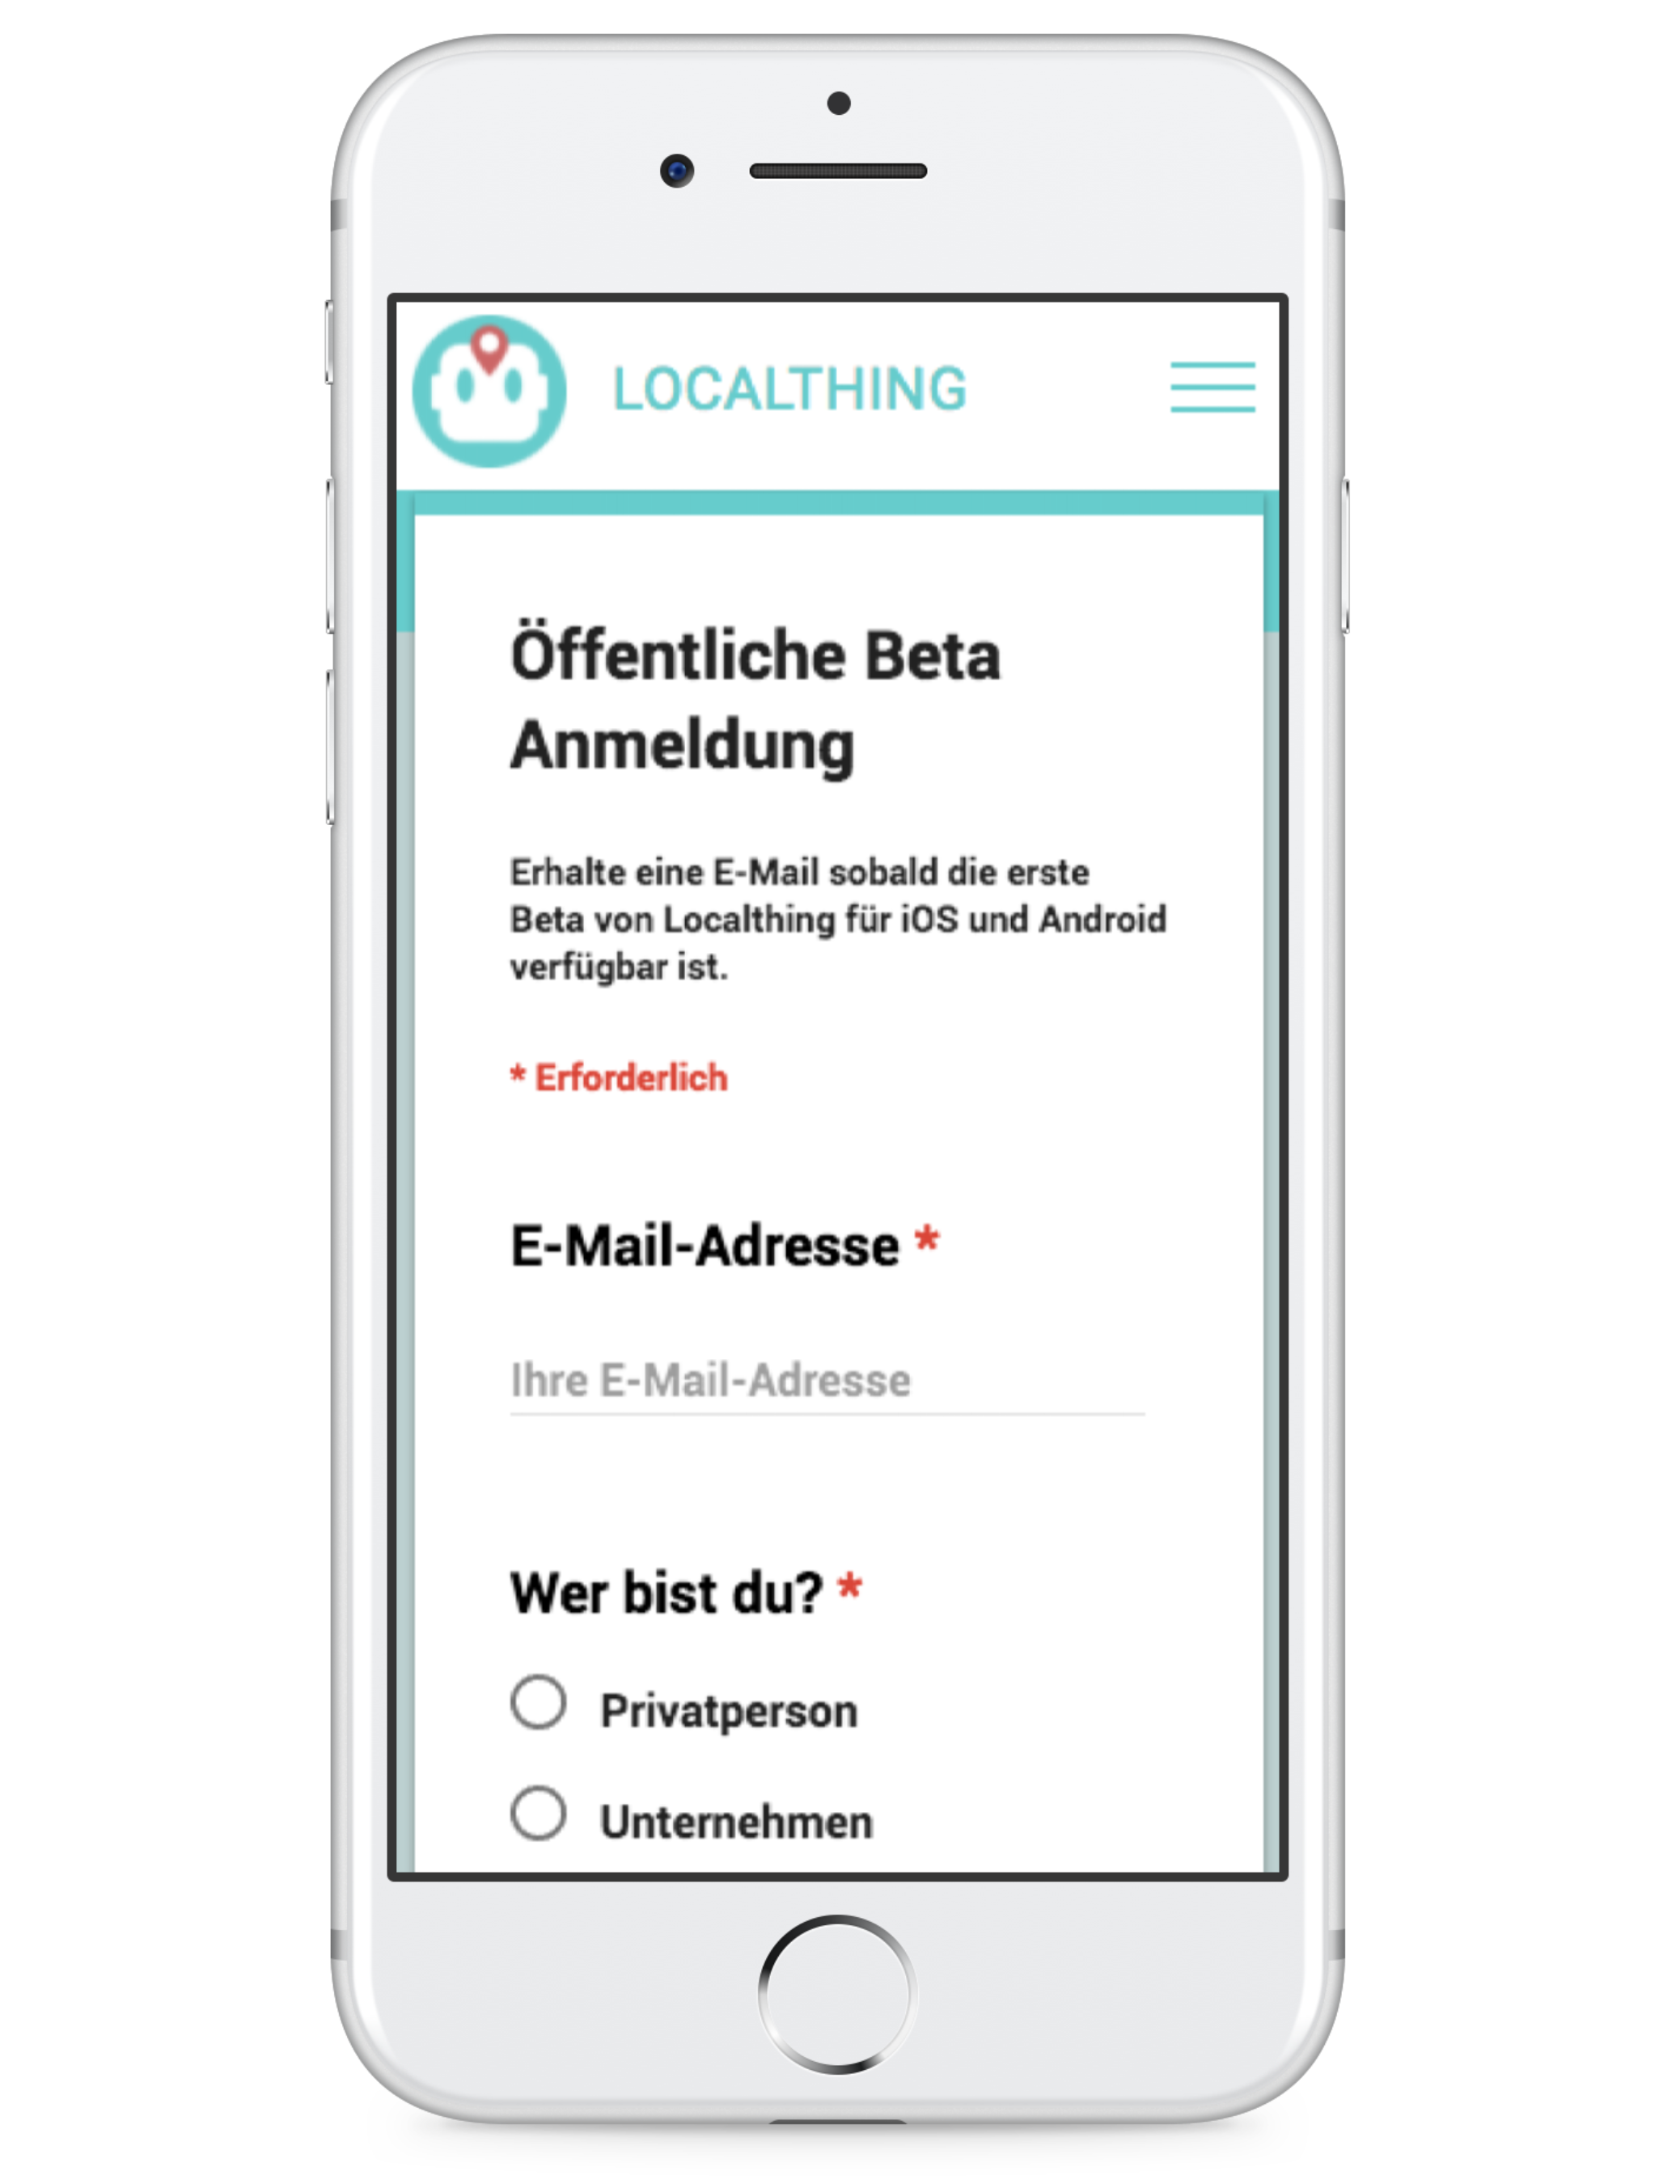 LOCALTHING
Öffentliche Beta
Anmeldung
Erhalte eine E-Mail sobald die erste
Beta von Localthing für iOS und Android
verfügbar ist.
* Erforderlich
E-Mail-Adresse *
Ihre E-Mail-Adresse
Wer bist du? *
Privatperson
Unternehmen